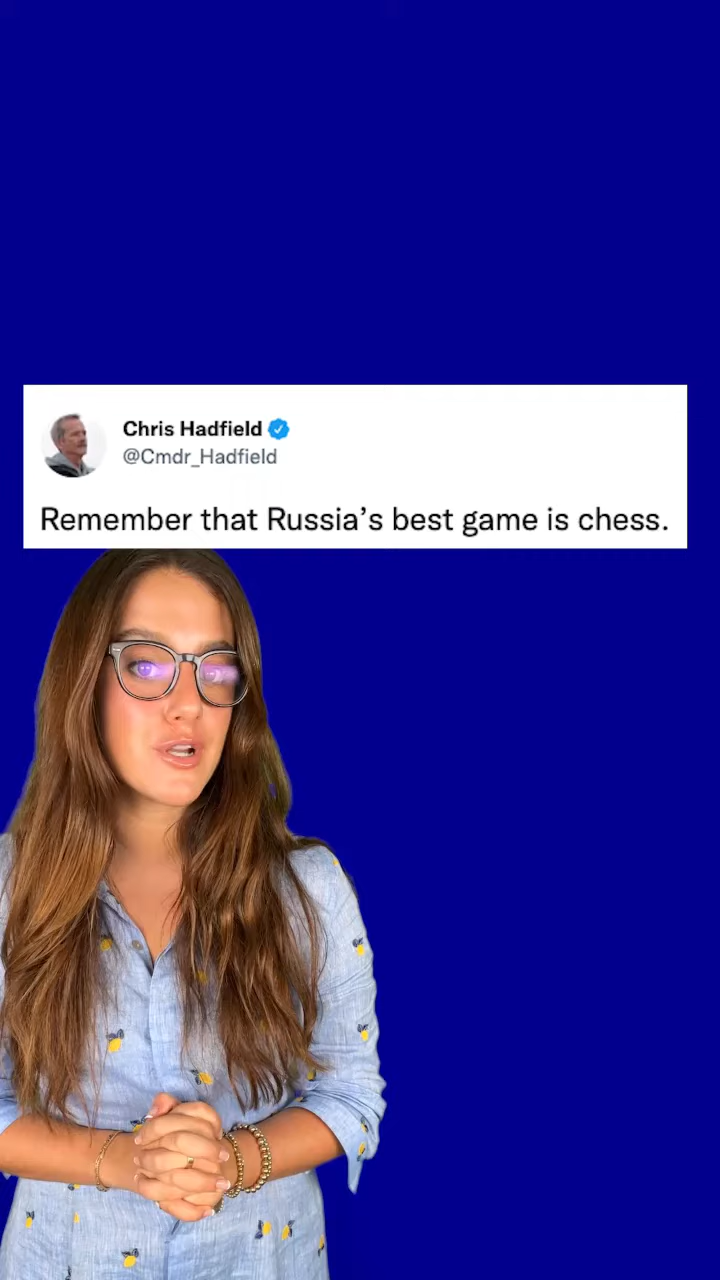 Chris Hadfield
@Cmdr_Hadfield
Remember that Russia’s best game is chess.